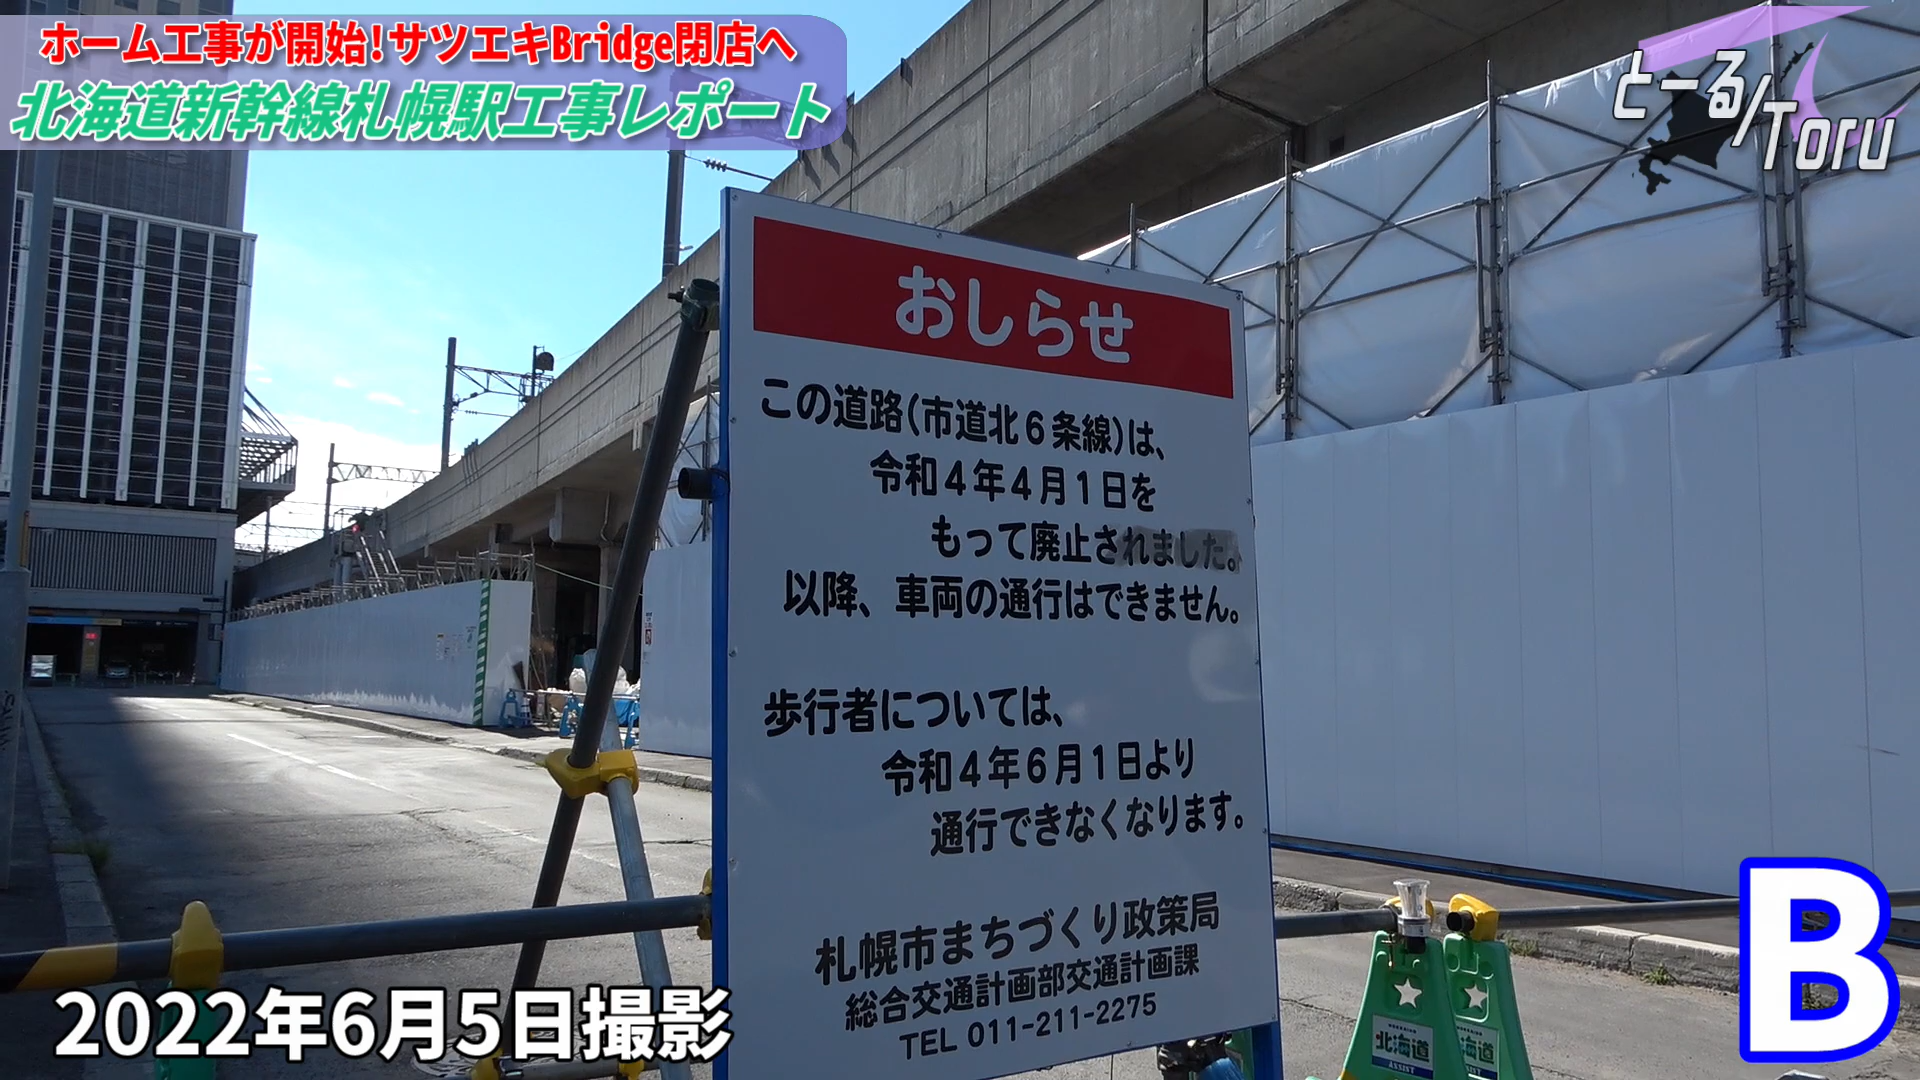 ホーム工事が開始!サツエキBridge閉店へ
北海道新幹線札幌駅工事レポート
とーる/Toru
おしらせ
この道路(市道北6条線)は、
令和4年4月1日を
もって廃止されました。
以降、車両の通行はできません。
歩行者については、
令和4年6月1日より
通行できなくなります。
札幌市まちづくり政策局
総合交通計画部交通計画課
TEL 011-211-2275
2022年6月5日撮影
B
HOKKAIDO
北海道
ASSIST